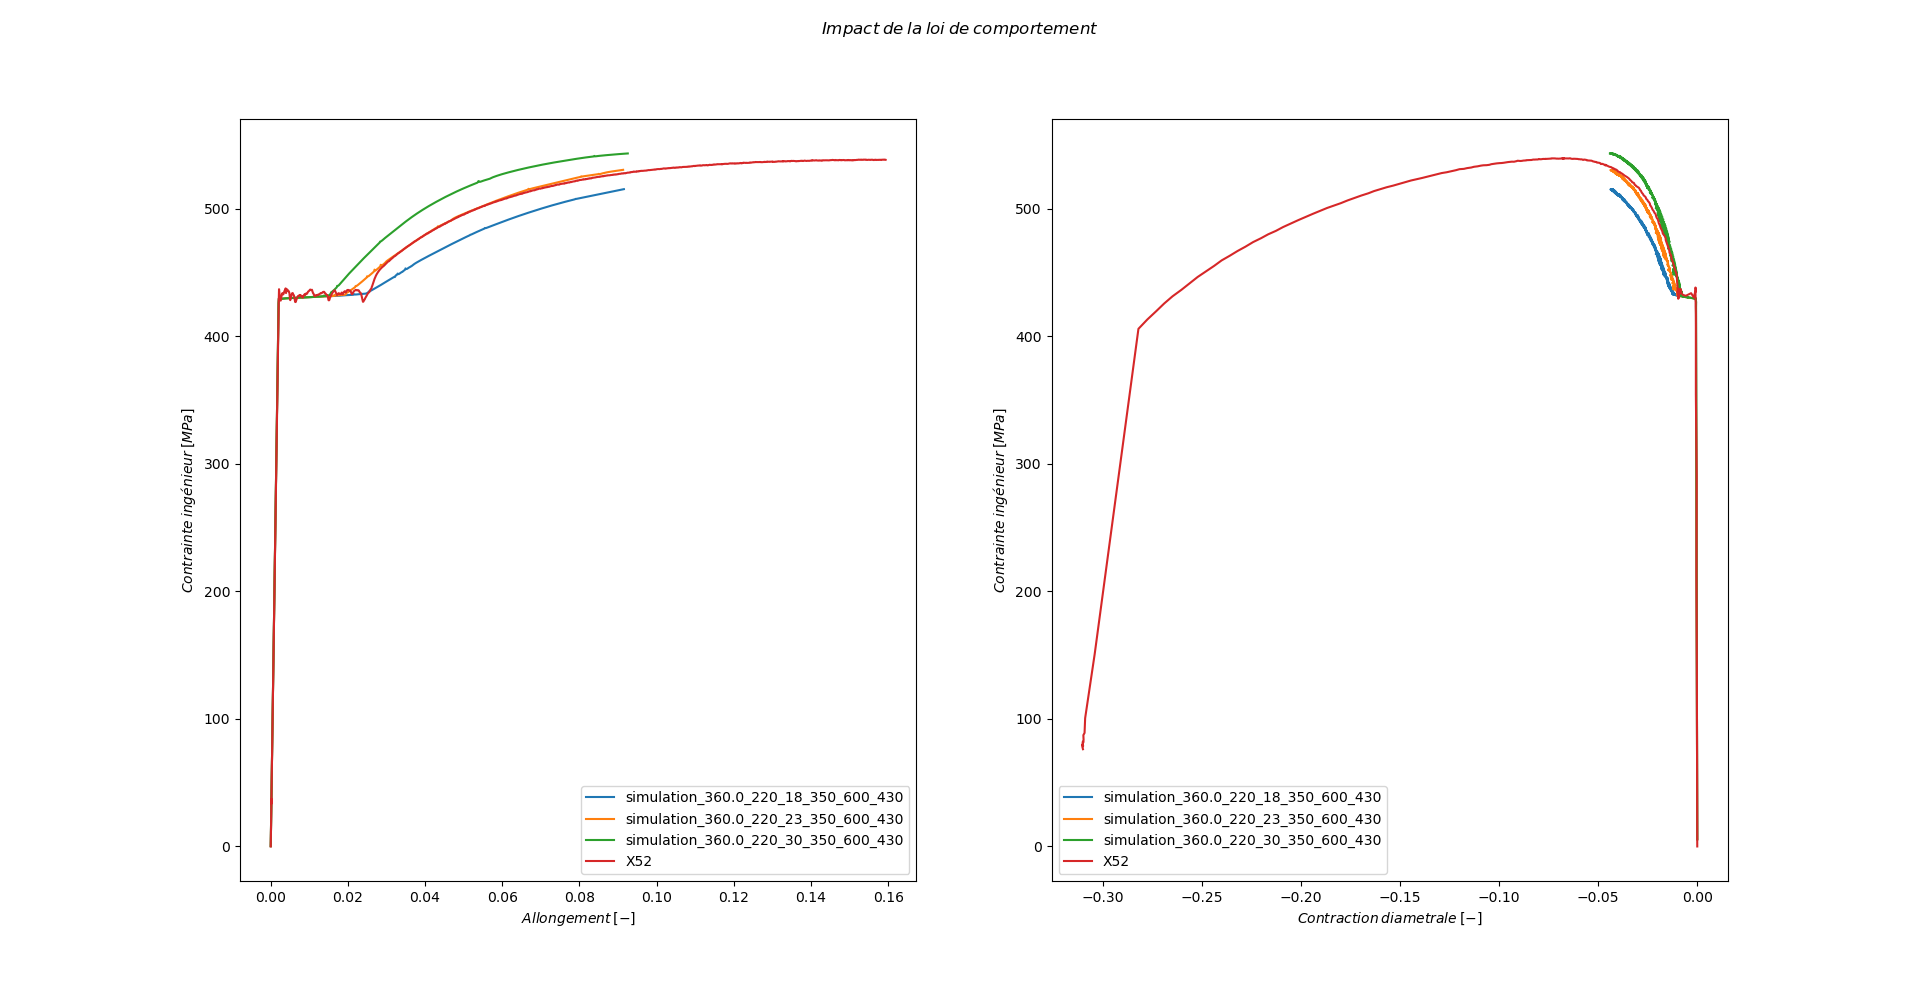 Impact de la loi de comportement
Contrainte ingénieur [MPa]
500
400
300
200
100
0
0.00 0.02 0.04 0.06 0.08 0.10 0.12 0.14 0.16
Allongement [−]
simulation_360.0_220_18_350_600_430
simulation_360.0_220_23_350_600_430
simulation_360.0_220_30_350_600_430
X52
Contrainte ingénieur [MPa]
500
400
300
200
100
0
−0.30 −0.25 −0.20 −0.15 −0.10 −0.05 0.00
Contraction diametrale [−]
simulation_360.0_220_18_350_600_430
simulation_360.0_220_23_350_600_430
simulation_360.0_220_30_350_600_430
X52